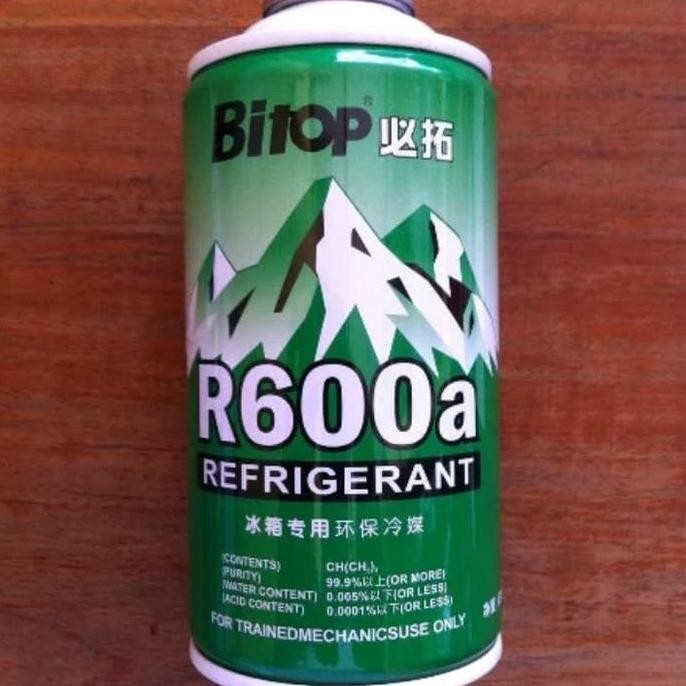 BiTOP® 必拓
R600a
REFRIGERANT
冰箱专用环保冷媒
(CONTENTS) CH(CH₃)₃
(PURITY) 99.9%以上(OR MORE)
(WATER CONTENT) 0.005%以下(OR LESS)
(ACID CONTENT) 0.0001%以下(OR LESS)
净重
FOR TRAINEDMECHANICSUSE ONLY